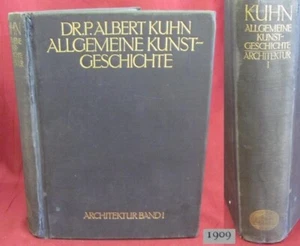 DR.P.ALBERT KUHN
ALLGEMEINE KUNST-
GESCHICHTE
ARCHITEKTUR BAND I
KUHN
ALLGEMEINE
KUNST-
GESCHICHTE
ARCHITEKTUR
I
1909